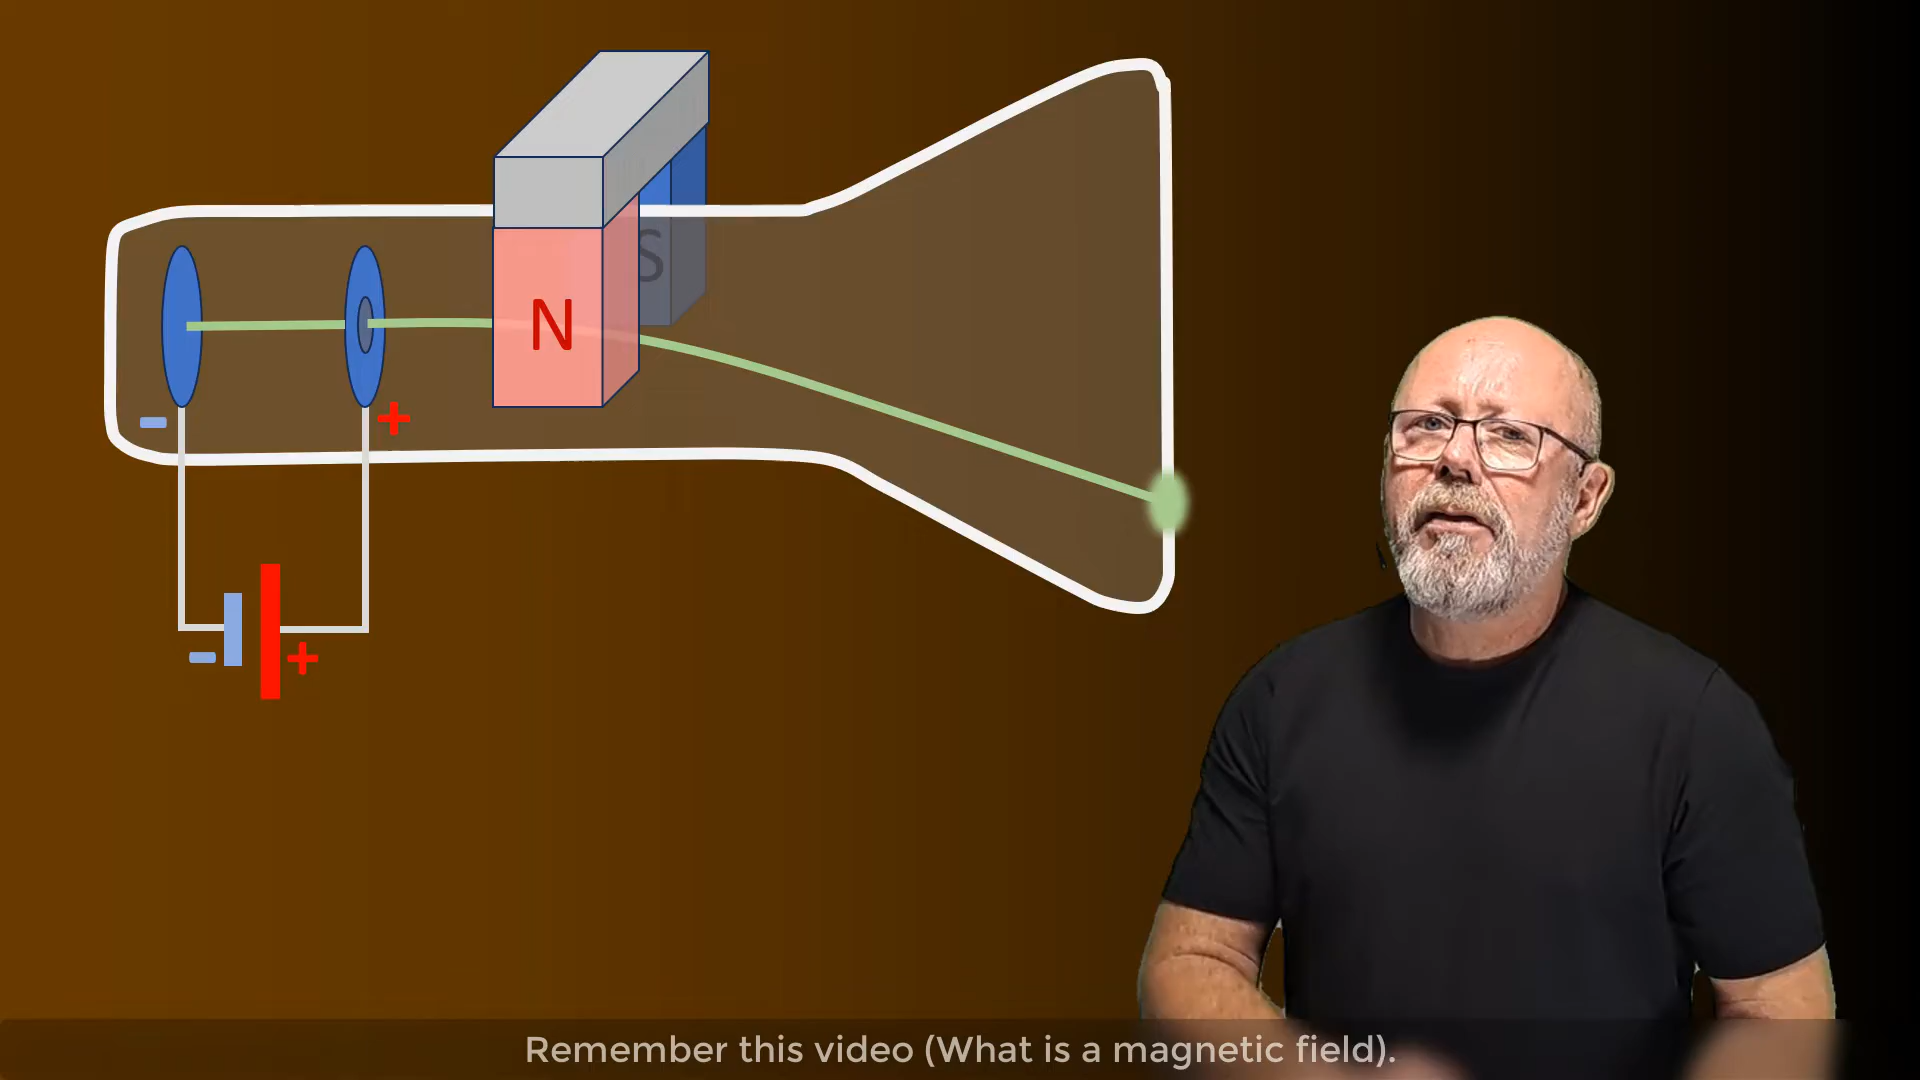 S
N
-
+
-
+
Remember this video (What is a magnetic field).